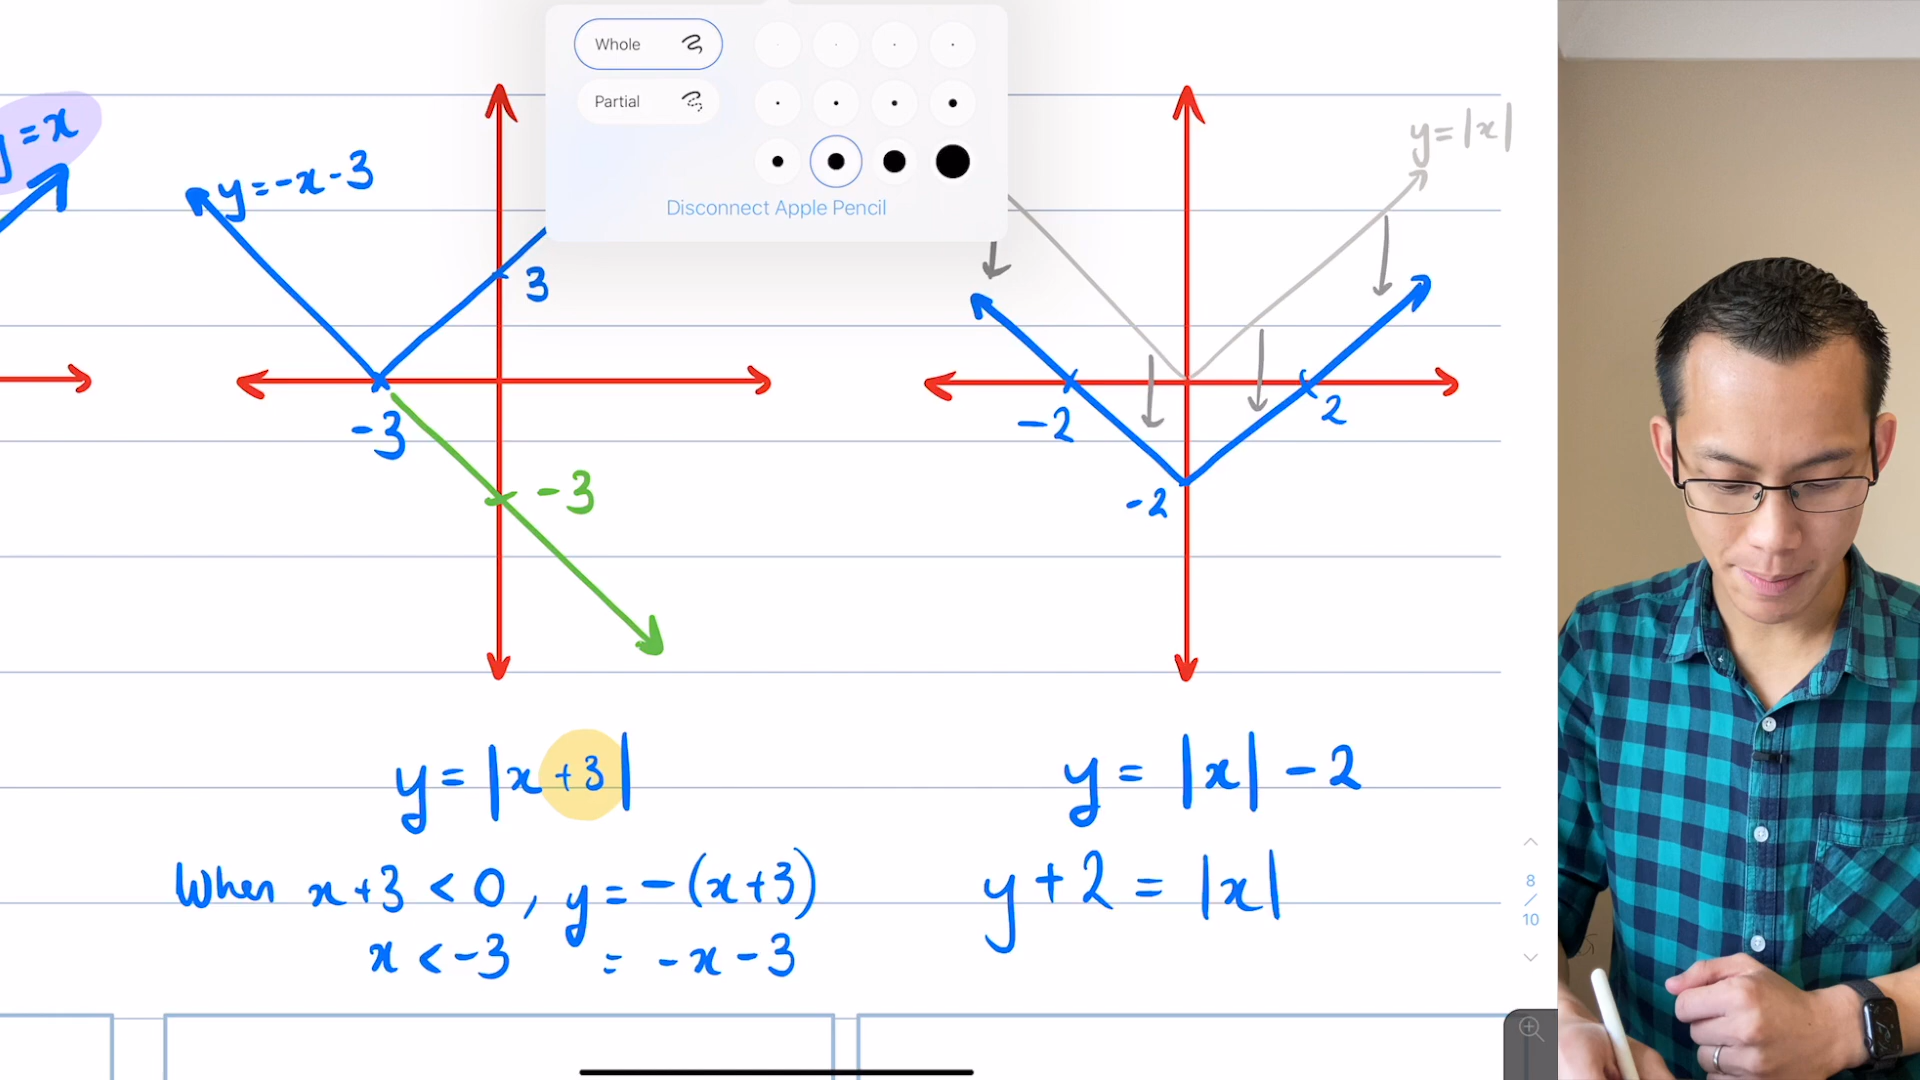 Whole
Partial
Disconnect Apple Pencil
y=x
y=-x-3
3
-3
-3
y=|x|
-2
2
-2
y=|x+3|
When x+3<0, y=-(x+3)
x<-3 = -x-3
y=|x|-2
y+2=|x|
8
/
10